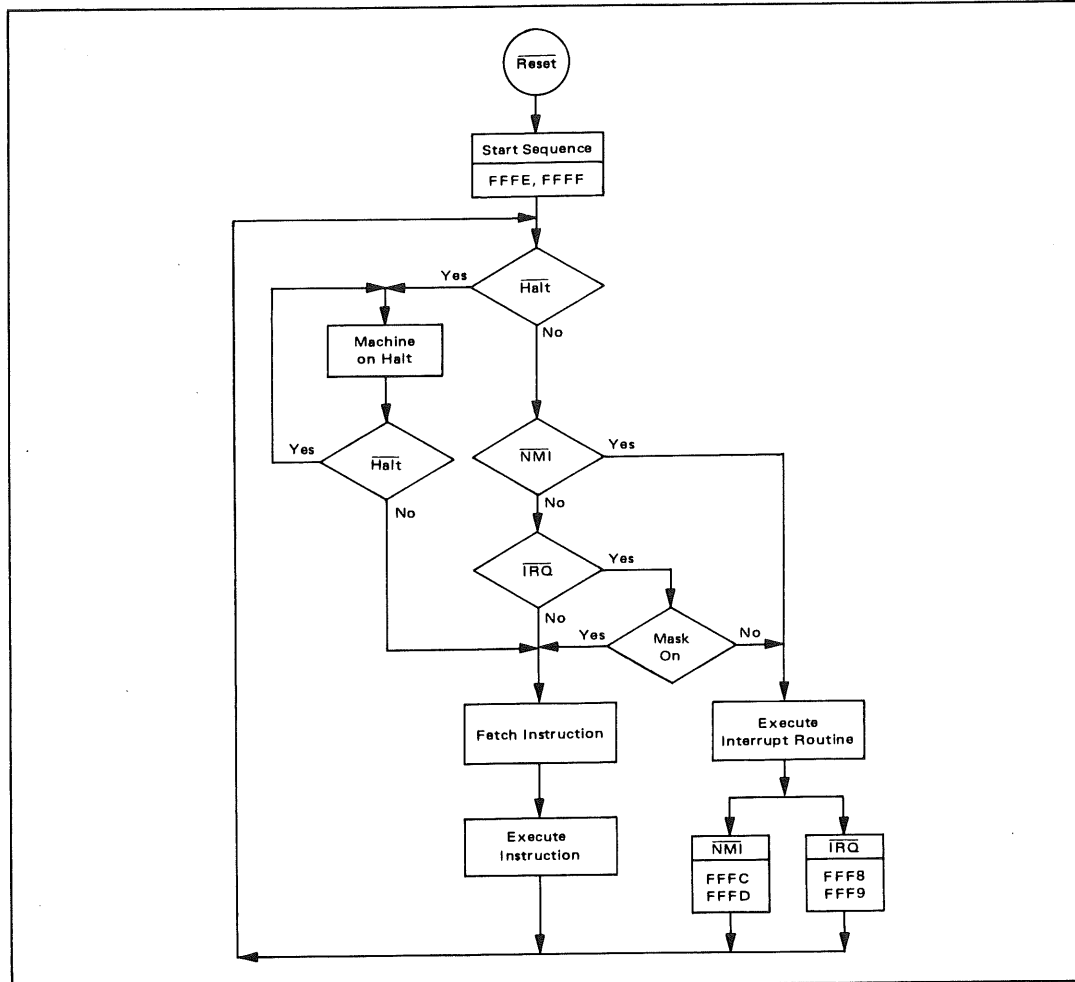 Reset
Start Sequence
FFFE, FFFF
Yes
Halt
No
Machine
on Halt
Yes
Halt
No
NMI
Yes
No
IRQ
Yes
No
Yes
Mask
On
No
Fetch Instruction
Execute
Interrupt Routine
Execute
Instruction
NMI
FFFC
FFFD
IRQ
FFF8
FFF9